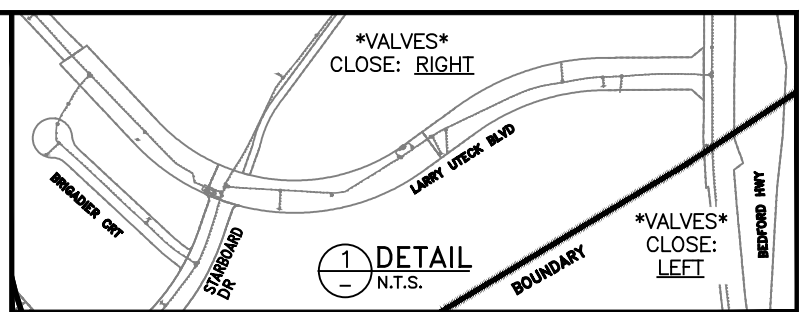 *VALVES*
CLOSE: RIGHT
LARRY UTECK BLVD
BRIGADIER CRT
STARBOARD
DR
1
–
DETAIL
N.T.S.
BOUNDARY
*VALVES*
CLOSE:
LEFT
BEDFORD HWY